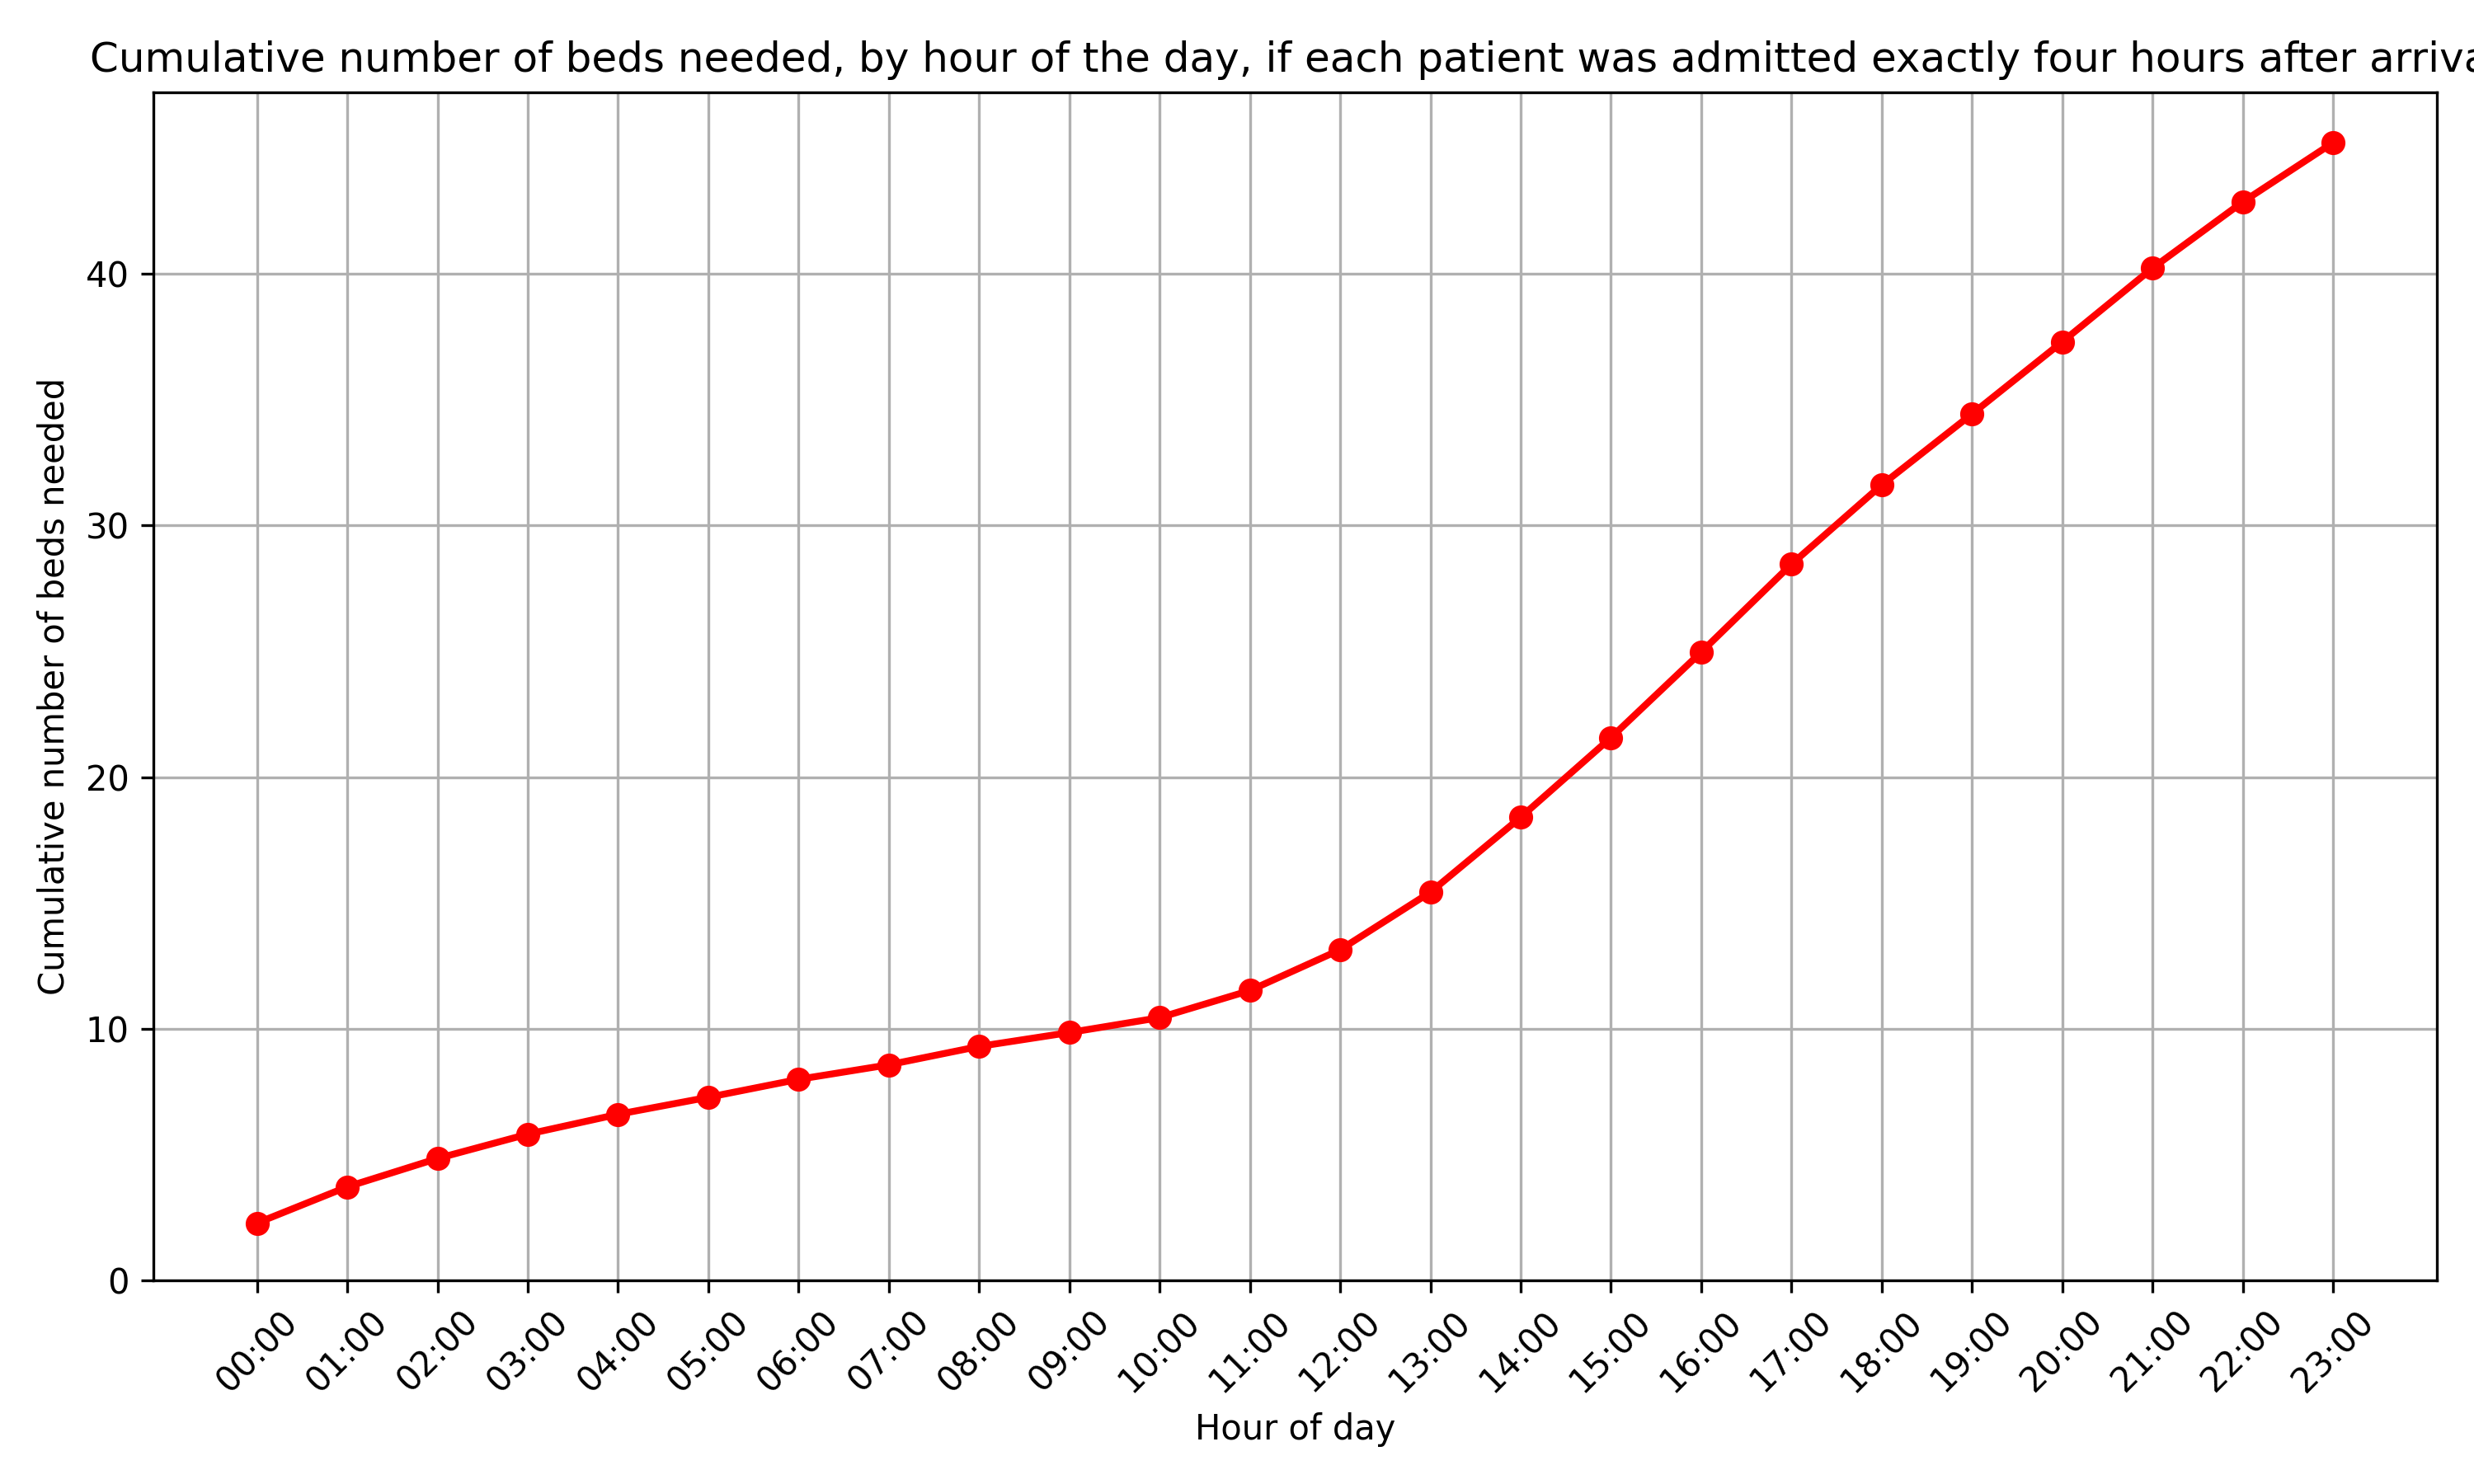 Cumulative number of beds needed, by hour of the day, if each patient was admitted exactly four hours after
Cumulative number of beds needed
40
30
20
10
0
00:00 01:00 02:00 03:00 04:00 05:00 06:00 07:00 08:00 09:00 10:00 11:00 12:00 13:00 14:00 15:00 16:00 17:00 18:00 19:00 20:00 21:00 22:00 23:00
Hour of day